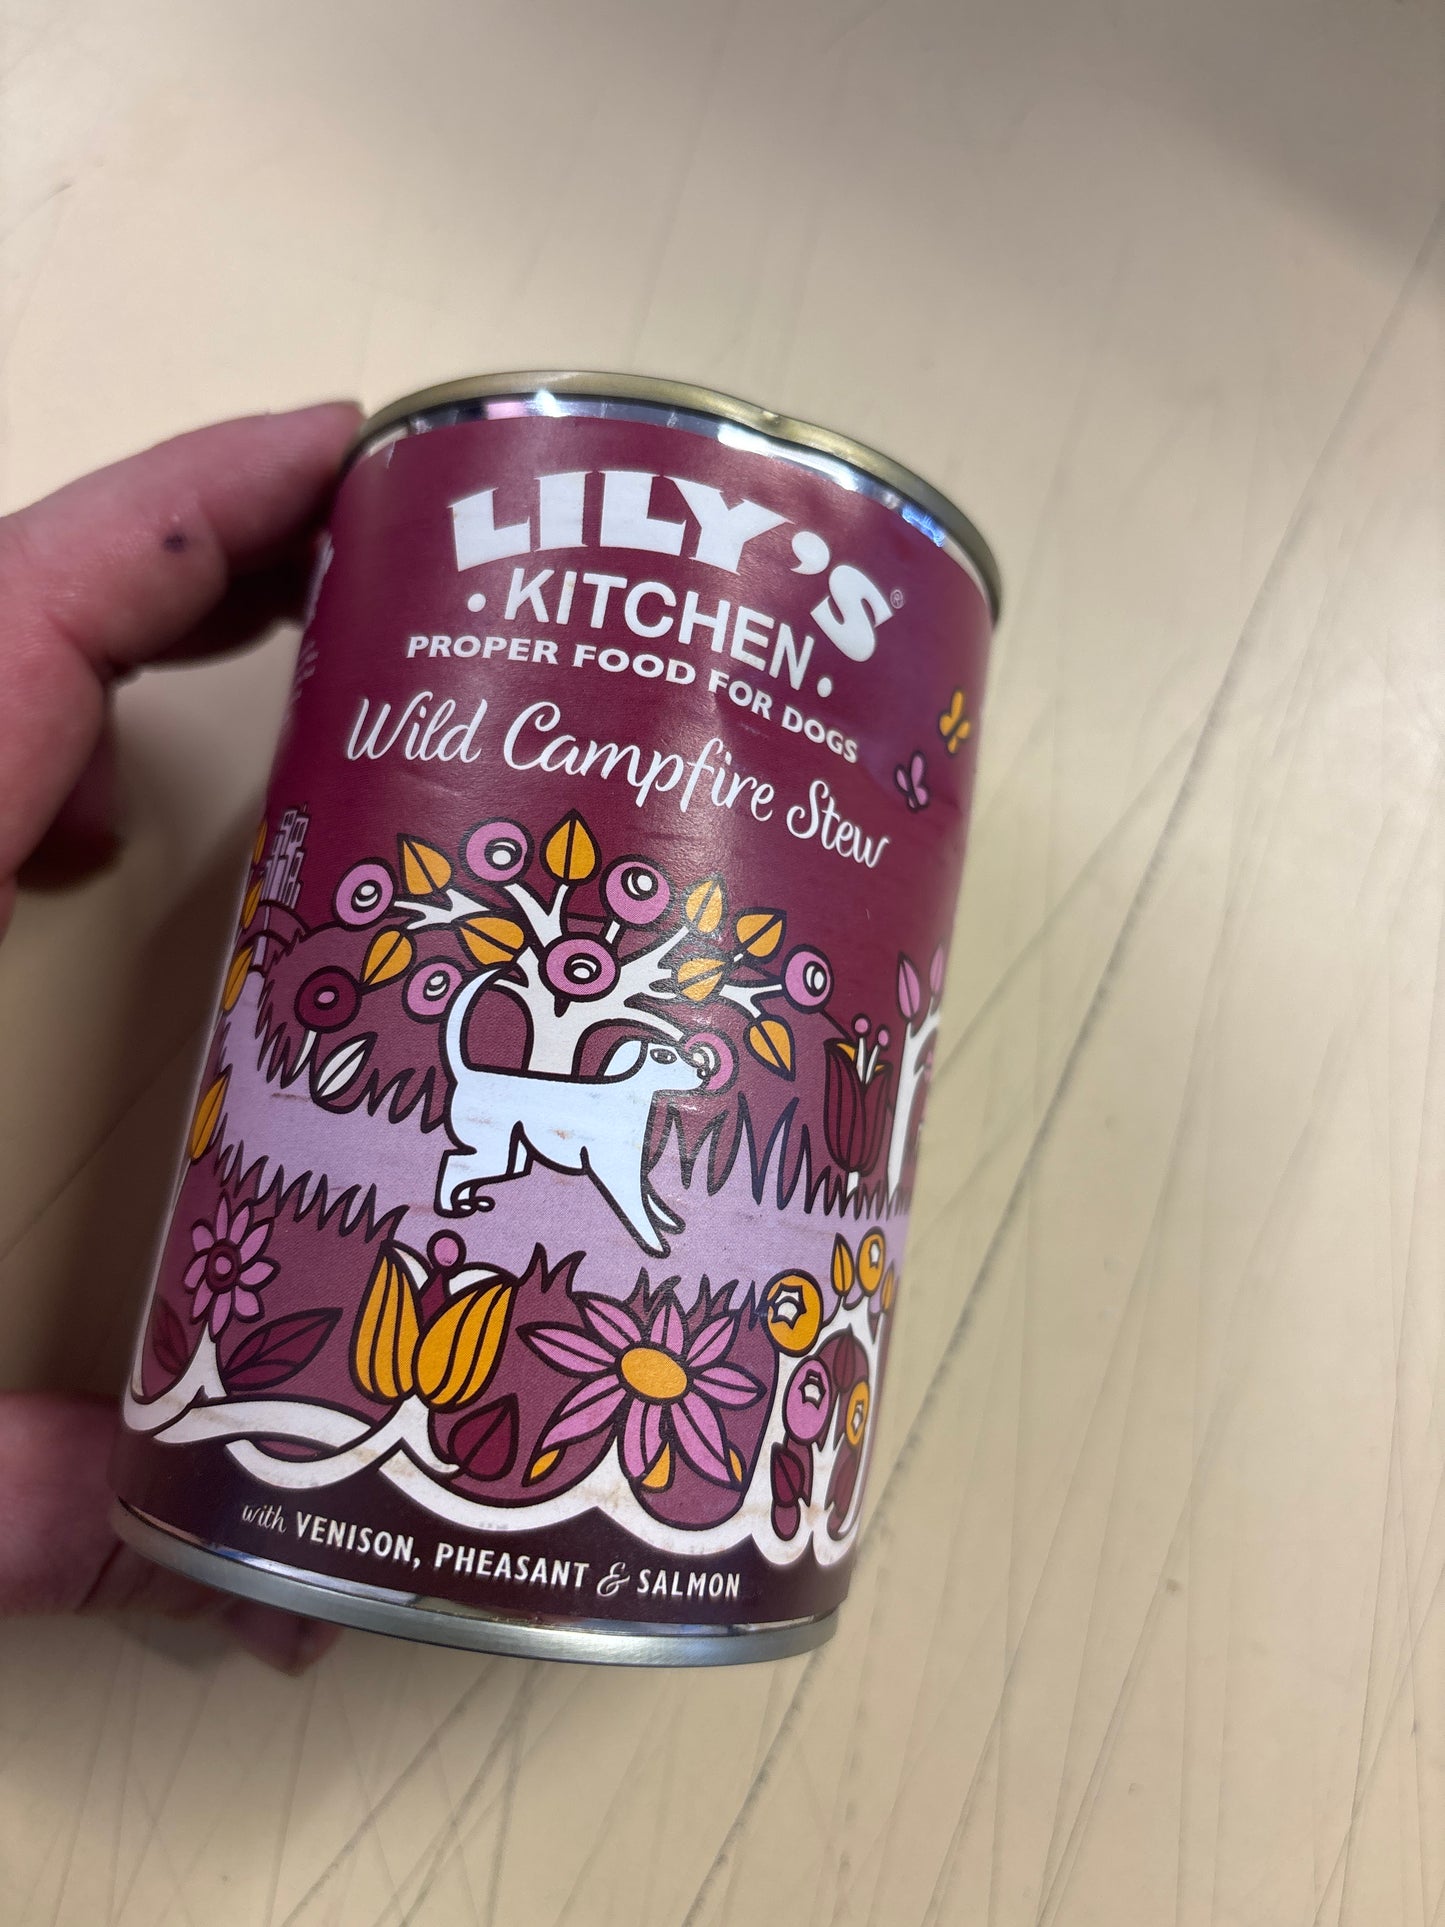 LILY'S®
• KITCHEN •
PROPER FOOD FOR DOGS
Wild Campfire Stew
with VENISON, PHEASANT & SALMON